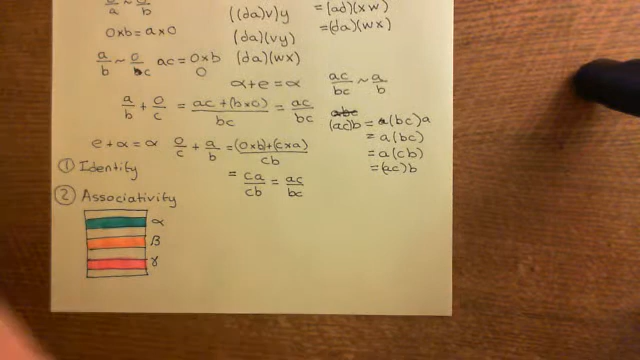 0/a ~ 0/b
0×b = a×0
a/b ~ 0/bc ac = 0×b
0
((da)v)y
(da)(vy)
(da)(wx)
= (ad)(xw)
= (da)(wx)
α + e = α
ac/bc ~ a/b
a/b + 0/c = ac + (b×0)/bc = ac/bc
(ac)b = (bc)a
= a(bc)
= a(cb)
= (ac)b
e + α = α 0/c + a/b = (0×b)+(c×a)/cb
= ca/cb = ac/bc
① Identity
② Associativity
α
β
γ